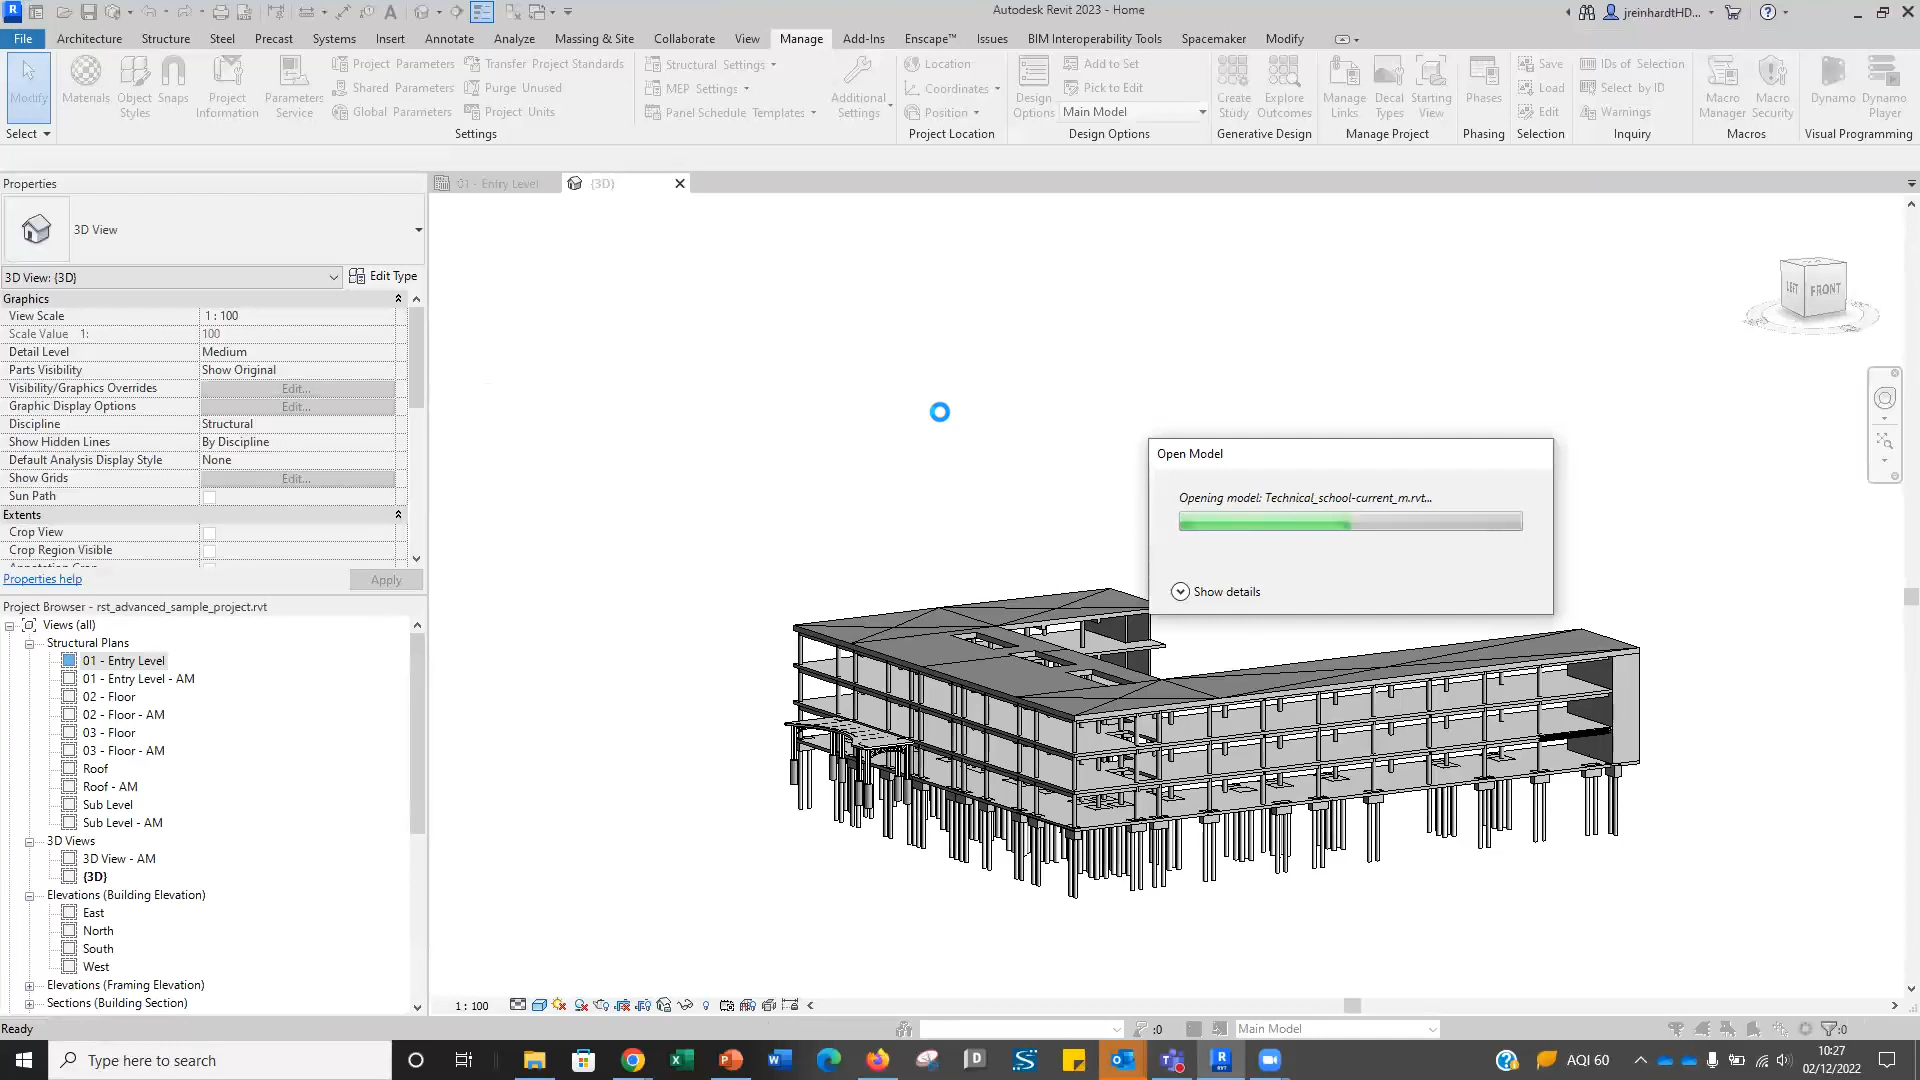 Autodesk Revit 2023 - Home
jreinhardtHD...
File Architecture Structure Steel Precast Systems Insert Annotate Analyze Massing & Site Collaborate View Manage Add-Ins Enscape™ Issues BIM Interoperability Tools Spacemaker Modify
Modify
Materials
Object Styles
Snaps
Project Information
Parameters Service
Project Parameters
Shared Parameters
Global Parameters
Transfer Project Standards
Purge Unused
Project Units
Structural Settings
MEP Settings
Panel Schedule Templates
Additional Settings
Location
Coordinates
Position
Design Options
Add to Set
Pick to Edit
Main Model
Create Study
Explore Outcomes
Manage Links
Decal Types
Starting View
Phases
Save
Load
Edit
IDs of Selection
Select by ID
Warnings
Macro Manager
Macro Security
Dynamo
Dynamo Player
Select Settings Project Location Design Options Generative Design Manage Project Phasing Selection Inquiry Macros Visual Programming
Properties
01 - Entry Level
{3D}
3D View
3D View: {3D}
Edit Type
Graphics
View Scale 1 : 100
Scale Value 1: 100
Detail Level Medium
Parts Visibility Show Original
Visibility/Graphics Overrides Edit...
Graphic Display Options Edit...
Discipline Structural
Show Hidden Lines By Discipline
Default Analysis Display Style None
Show Grids Edit...
Sun Path
Extents
Crop View
Crop Region Visible
Properties help
Apply
Project Browser - rst_advanced_sample_project.rvt
Views (all)
Structural Plans
01 - Entry Level
01 - Entry Level - AM
02 - Floor
02 - Floor - AM
03 - Floor
03 - Floor - AM
Roof
Roof - AM
Sub Level
Sub Level - AM
3D Views
3D View - AM
{3D}
Elevations (Building Elevation)
East
North
South
West
Elevations (Framing Elevation)
Sections (Building Section)
LEFT
FRONT
Open Model
Opening model: Technical_school-current_m.rvt...
Show details
1 : 100
Ready
:0
Main Model
:0
Type here to search
AQI 60
10:27
02/12/2022